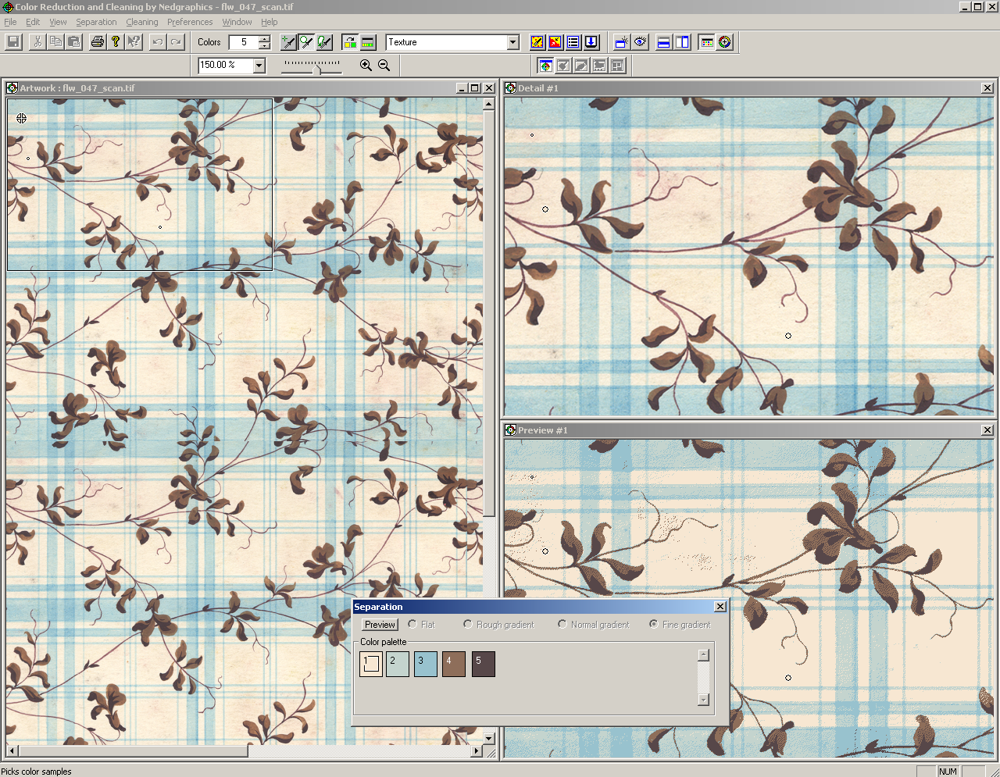 Color Reduction and Cleaning by Nedgraphics - flw_047_scan.tif
File Edit View Separation Cleaning Preferences Window Help
Colors 5 Texture
150.00 %
Artwork : flw_047_scan.tif
Detail #1
Preview #1
Separation
Preview Flat Rough gradient Normal gradient Fine gradient
Color palette
1 2 3 4 5
Picks color samples
NUM